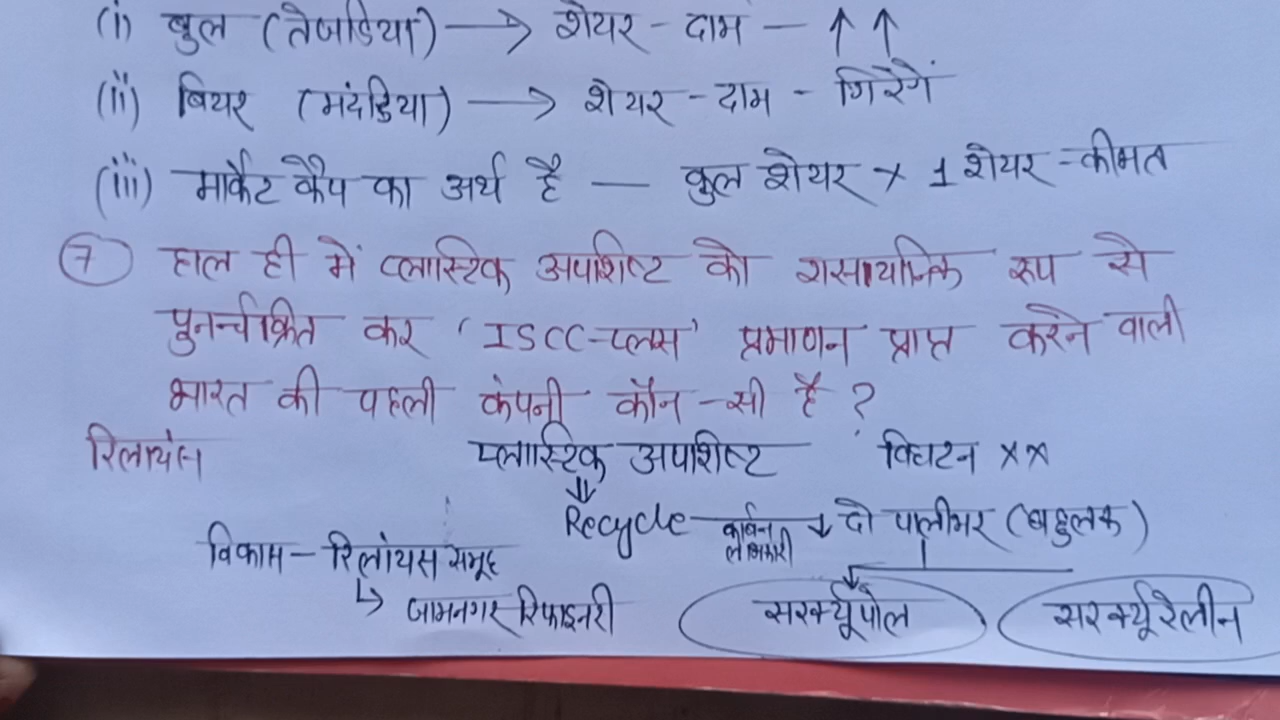 (i) बुल (तेजडिया) → शेयर - दाम - ↑ ↑
(ii) बियर (मंदडिया) → शेयर - दाम - गिरेगें
(iii) मार्केट कैप का अर्थ है — कुल शेयर × 1 शेयर - कीमत
7 हाल ही में प्लास्टिक अपशिष्ट को रासायनिक रूप से
पुनर्चक्रित कर 'ISCC-प्लस' प्रमाणन प्राप्त करने वाली
भारत की पहली कंपनी कौन - सी है ?
रिलायंस प्लास्टिक अपशिष्ट विघटन ××
⇓
Recycle कार्बन → दो पालीमर (बहुलक)
विकास - रिलांयस समूह
↳ जामनगर रिफाइनरी सरक्यूपोल सरक्यूरेलीन